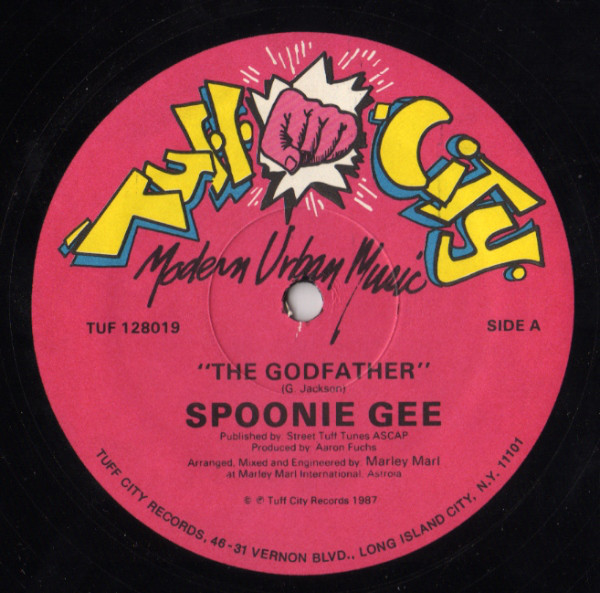 Tuff City
Modern Urban Music
TUF 128019
SIDE A
"THE GODFATHER"
(G. Jackson)
SPOONIE GEE
Published by: Street Tuff Tunes ASCAP
Produced by: Aaron Fuchs
Arranged, Mixed and Engineered by: Marley Marl
at Marley Marl International, Astroia
© ℗ Tuff City Records 1987
TUFF CITY RECORDS, 46-31 VERNON BLVD., LONG ISLAND CITY, N.Y. 11101